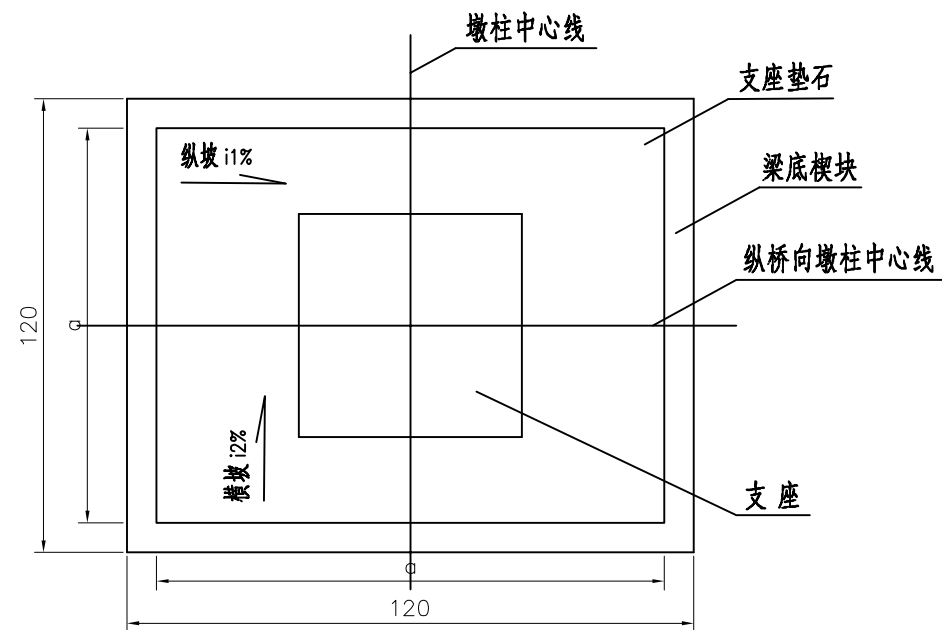 墩柱中心线
支座垫石
纵坡 i1%
梁底楔块
纵桥向墩柱中心线
120
a
横坡 i2%
支 座
a
120